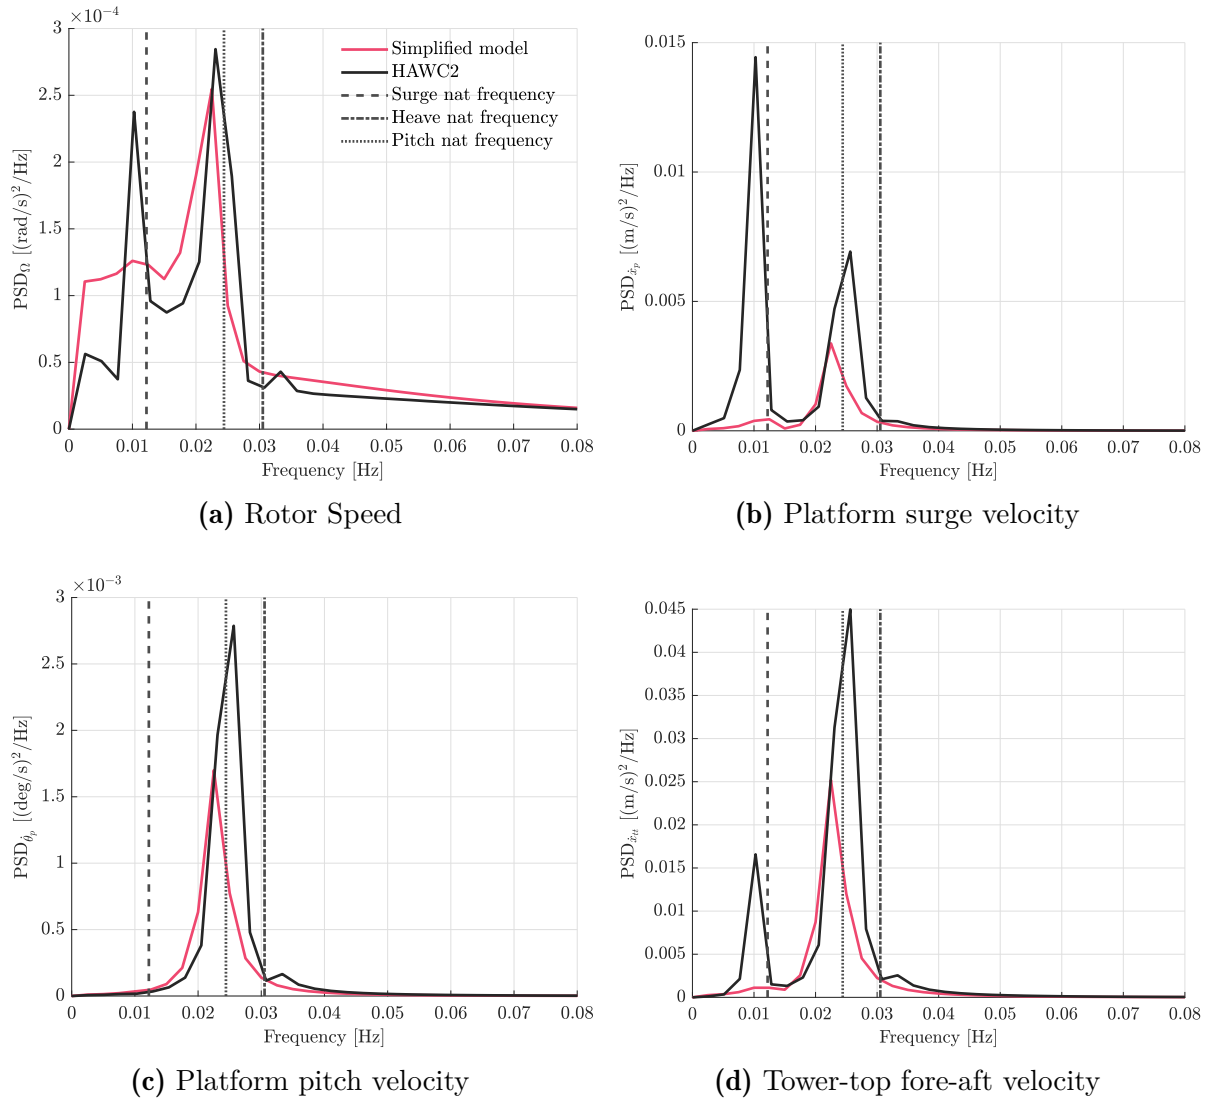 ×10⁻⁴
3
2.5
2
1.5
1
0.5
0
PSD_Ω [(rad/s)²/Hz]
Simplified model
HAWC2
Surge nat frequency
Heave nat frequency
Pitch nat frequency
0 0.01 0.02 0.03 0.04 0.05 0.06 0.07 0.08
Frequency [Hz]
(a) Rotor Speed
0.015
0.01
0.005
0
PSD_ẋₚ [(m/s)²/Hz]
0 0.01 0.02 0.03 0.04 0.05 0.06 0.07 0.08
Frequency [Hz]
(b) Platform surge velocity
×10⁻³
3
2.5
2
1.5
1
0.5
0
PSD_θ̇ₚ [(deg/s)²/Hz]
0 0.01 0.02 0.03 0.04 0.05 0.06 0.07 0.08
Frequency [Hz]
(c) Platform pitch velocity
0.045
0.04
0.035
0.03
0.025
0.02
0.015
0.01
0.005
0
PSD_ẋₜₜ [(m/s)²/Hz]
0 0.01 0.02 0.03 0.04 0.05 0.06 0.07 0.08
Frequency [Hz]
(d) Tower-top fore-aft velocity